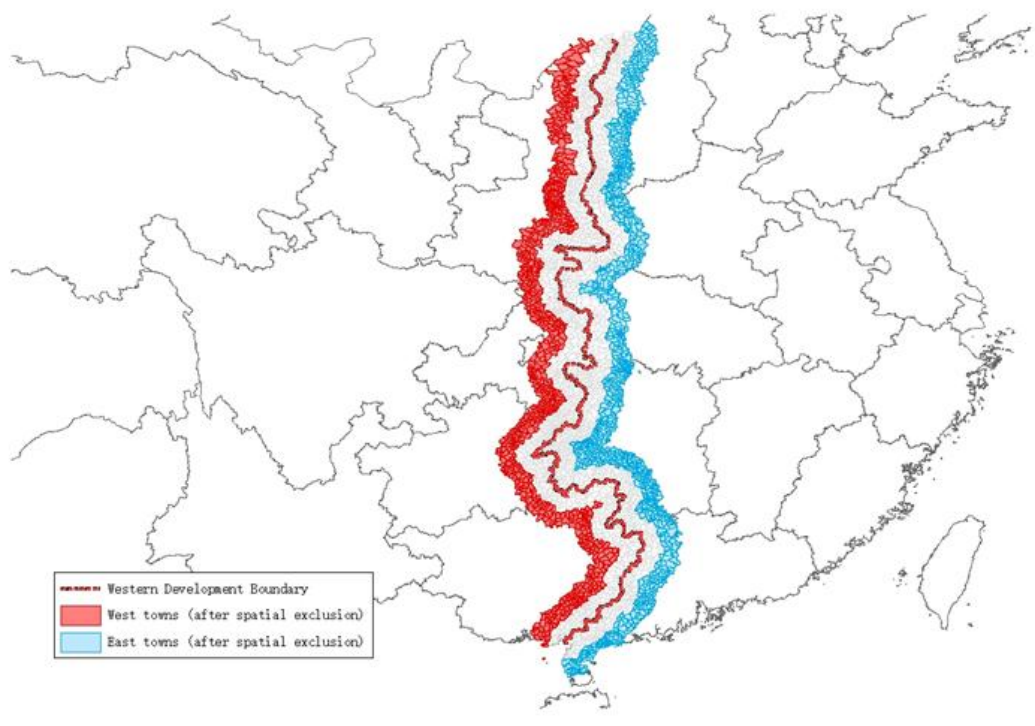 Western Development Boundary
West towns (after spatial exclusion)
East towns (after spatial exclusion)